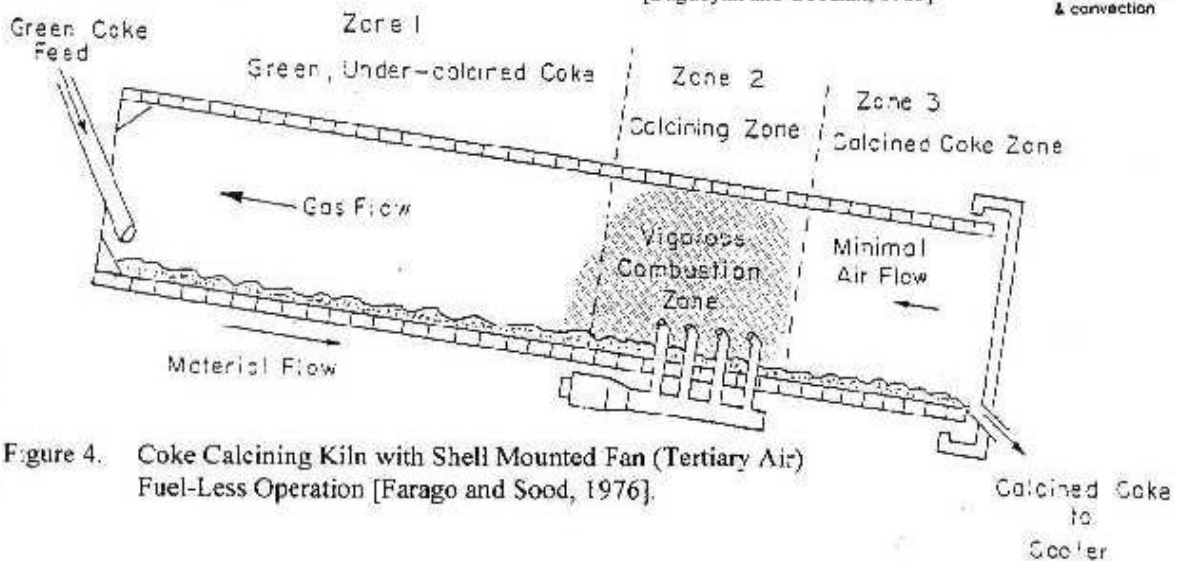 & convection
Green Coke
Feed
Zone 1
Green, Under-calcined Coke
Zone 2
Calcining Zone
Zone 3
Calcined Coke Zone
Gas Flow
Vigorous
Combustion
Zone
Minimal
Air Flow
Material Flow
Figure 4. Coke Calcining Kiln with Shell Mounted Fan (Tertiary Air)
Fuel-Less Operation [Farago and Sood, 1976].
Calcined Coke
to
Cooler